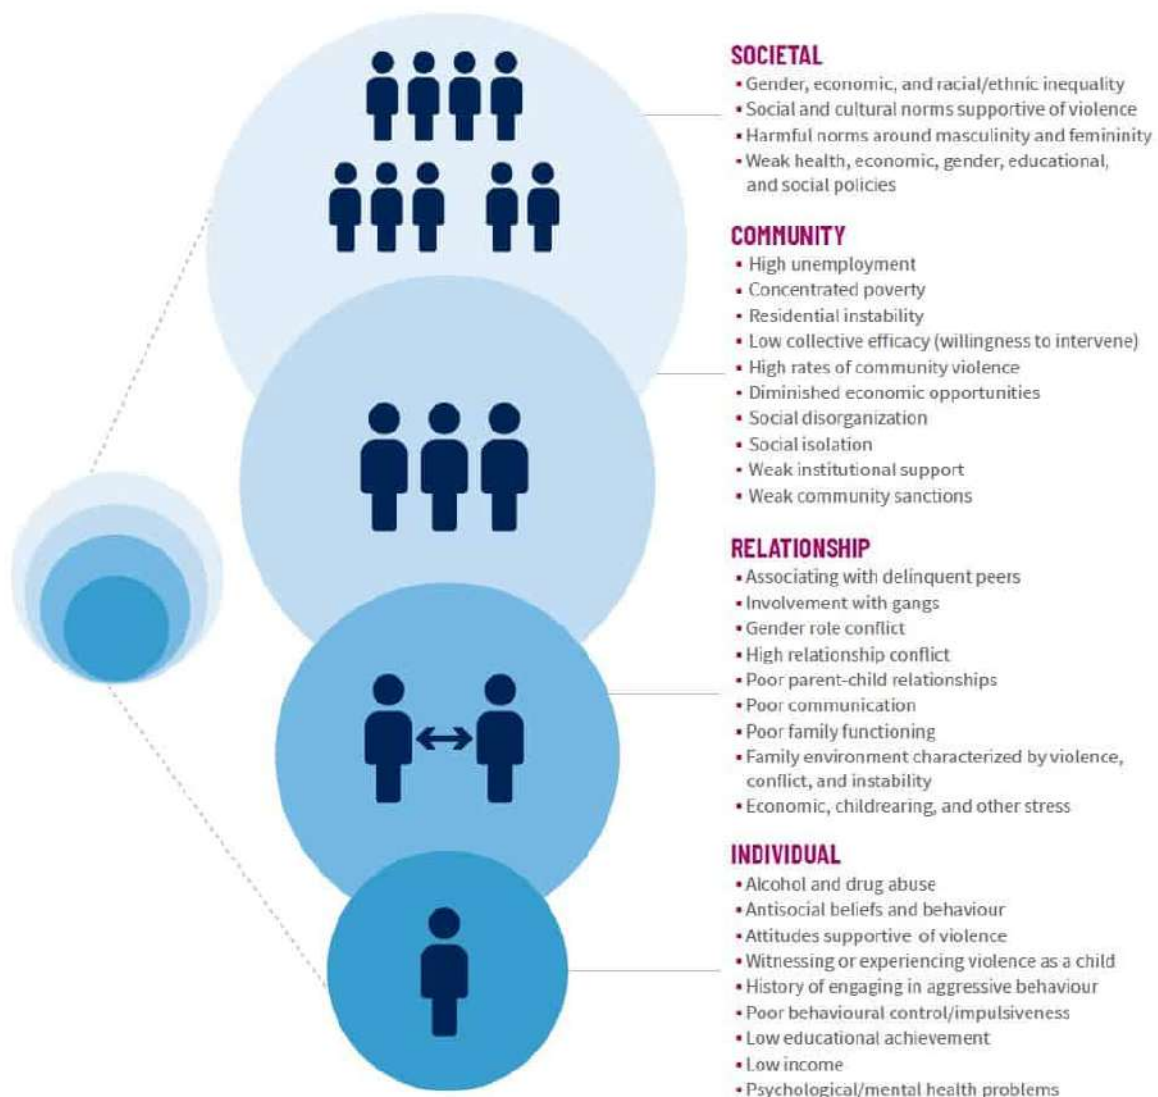 SOCIETAL
▪ Gender, economic, and racial/ethnic inequality
▪ Social and cultural norms supportive of violence
▪ Harmful norms around masculinity and femininity
▪ Weak health, economic, gender, educational,
and social policies
COMMUNITY
▪ High unemployment
▪ Concentrated poverty
▪ Residential instability
▪ Low collective efficacy (willingness to intervene)
▪ High rates of community violence
▪ Diminished economic opportunities
▪ Social disorganization
▪ Social isolation
▪ Weak institutional support
▪ Weak community sanctions
RELATIONSHIP
▪ Associating with delinquent peers
▪ Involvement with gangs
▪ Gender role conflict
▪ High relationship conflict
▪ Poor parent-child relationships
▪ Poor communication
▪ Poor family functioning
▪ Family environment characterized by violence,
conflict, and instability
▪ Economic, childrearing, and other stress
INDIVIDUAL
▪ Alcohol and drug abuse
▪ Antisocial beliefs and behaviour
▪ Attitudes supportive of violence
▪ Witnessing or experiencing violence as a child
▪ History of engaging in aggressive behaviour
▪ Poor behavioural control/impulsiveness
▪ Low educational achievement
▪ Low income
▪ Psychological/mental health problems